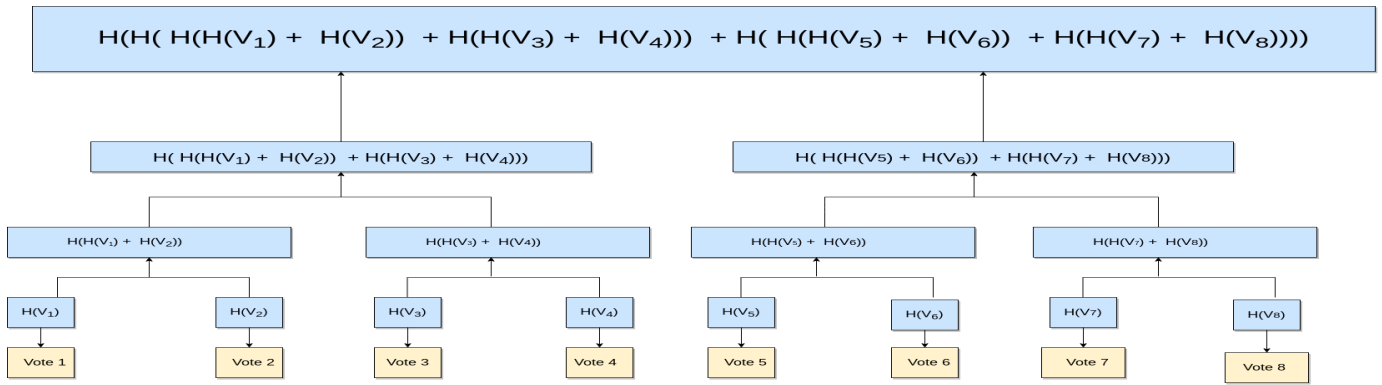 H(H( H(H(V₁) + H(V₂)) + H(H(V₃) + H(V₄))) + H( H(H(V₅) + H(V₆)) + H(H(V₇) + H(V₈))))
H( H(H(V₁) + H(V₂)) + H(H(V₃) + H(V₄)))
H( H(H(V5) + H(V₆)) + H(H(V₇) + H(V8)))
H(H(V₁) + H(V₂))
H(H(V₃) + H(V₄))
H(H(V₅) + H(V₆))
H(H(V₇) + H(V₈))
H(V₁)
H(V₂)
H(V₃)
H(V₄)
H(V₅)
H(V₆)
H(V₇)
H(V₈)
Vote 1
Vote 2
Vote 3
Vote 4
Vote 5
Vote 6
Vote 7
Vote 8